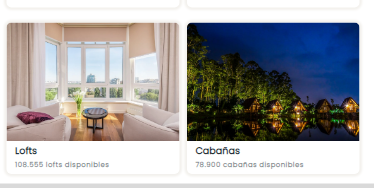 Lofts
108.555 lofts disponibles
Cabañas
78.900 cabañas disponibles